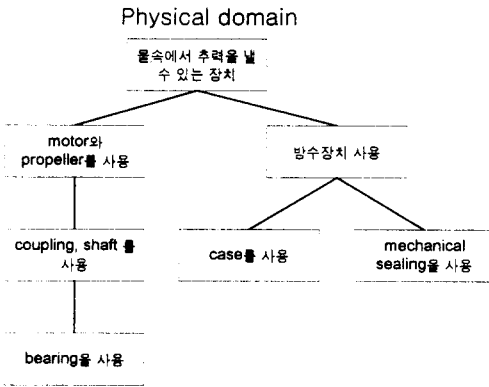 Physical domain
물속에서 추력을 낼
수 있는 장치
motor와
propeller를 사용
방수장치 사용
coupling, shaft 를
사용
case를 사용
mechanical
sealing을 사용
bearing을 사용